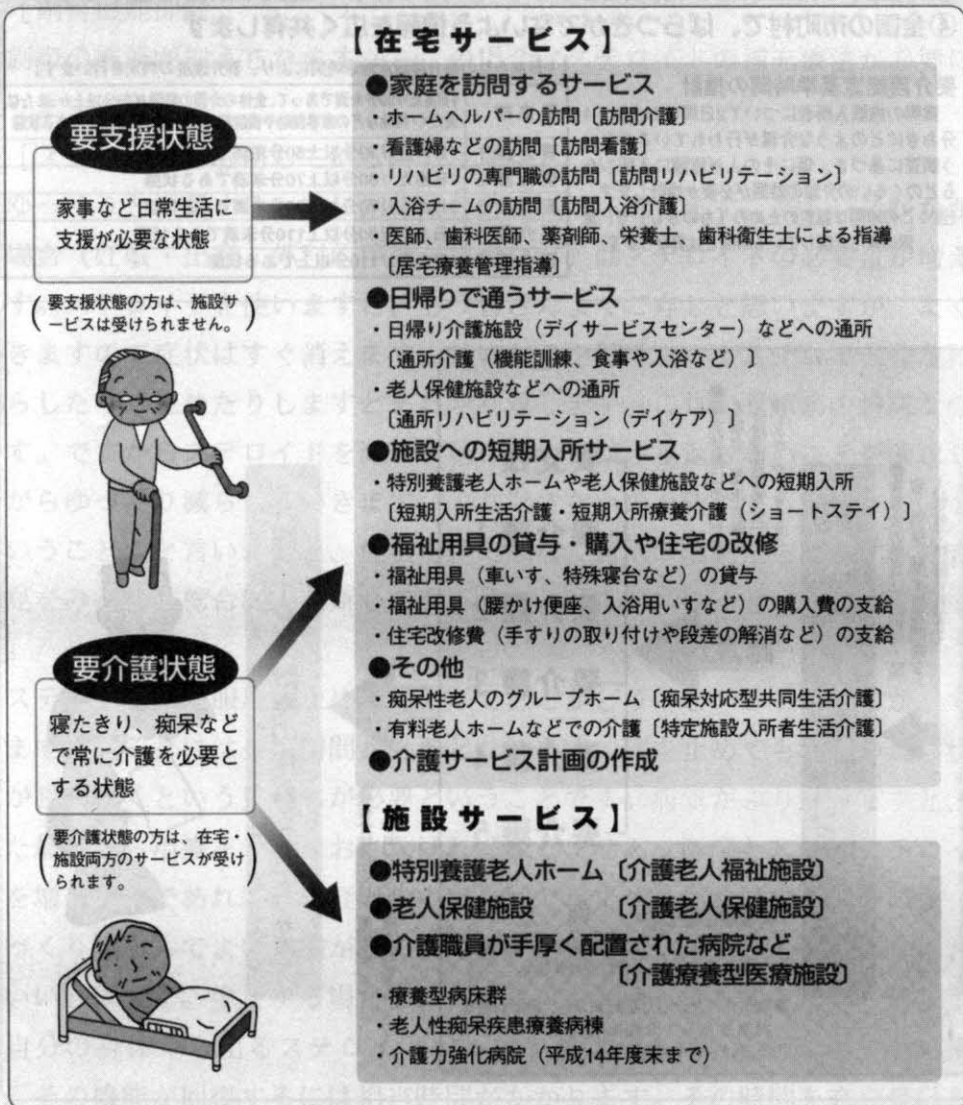 要支援状態
家事など日常生活に
支援が必要な状態
(要支援状態の方は、施設サ
ービスは受けられません。)
要介護状態
寝たきり、痴呆など
で常に介護を必要と
する状態
(要介護状態の方は、在宅・
施設両方のサービスが受け
られます。)
【在宅サービス】
●家庭を訪問するサービス
・ホームヘルパーの訪問〔訪問介護〕
・看護婦などの訪問〔訪問看護〕
・リハビリの専門職の訪問〔訪問リハビリテーション〕
・入浴チームの訪問〔訪問入浴介護〕
・医師、歯科医師、薬剤師、栄養士、歯科衛生士による指導
〔居宅療養管理指導〕
●日帰りで通うサービス
・日帰り介護施設（デイサービスセンター）などへの通所
〔通所介護（機能訓練、食事や入浴など）〕
・老人保健施設などへの通所
〔通所リハビリテーション（デイケア）〕
●施設への短期入所サービス
・特別養護老人ホームや老人保健施設などへの短期入所
〔短期入所生活介護・短期入所療養介護（ショートステイ）〕
●福祉用具の貸与・購入や住宅の改修
・福祉用具（車いす、特殊寝台など）の貸与
・福祉用具（腰かけ便座、入浴用いすなど）の購入費の支給
・住宅改修費（手すりの取り付けや段差の解消など）の支給
●その他
・痴呆性老人のグループホーム〔痴呆対応型共同生活介護〕
・有料老人ホームなどでの介護〔特定施設入所者生活介護〕
●介護サービス計画の作成
【施設サービス】
●特別養護老人ホーム〔介護老人福祉施設〕
●老人保健施設　〔介護老人保健施設〕
●介護職員が手厚く配置された病院など
〔介護療養型医療施設〕
・療養型病床群
・老人性痴呆疾患療養病棟
・介護力強化病院（平成14年度末まで）